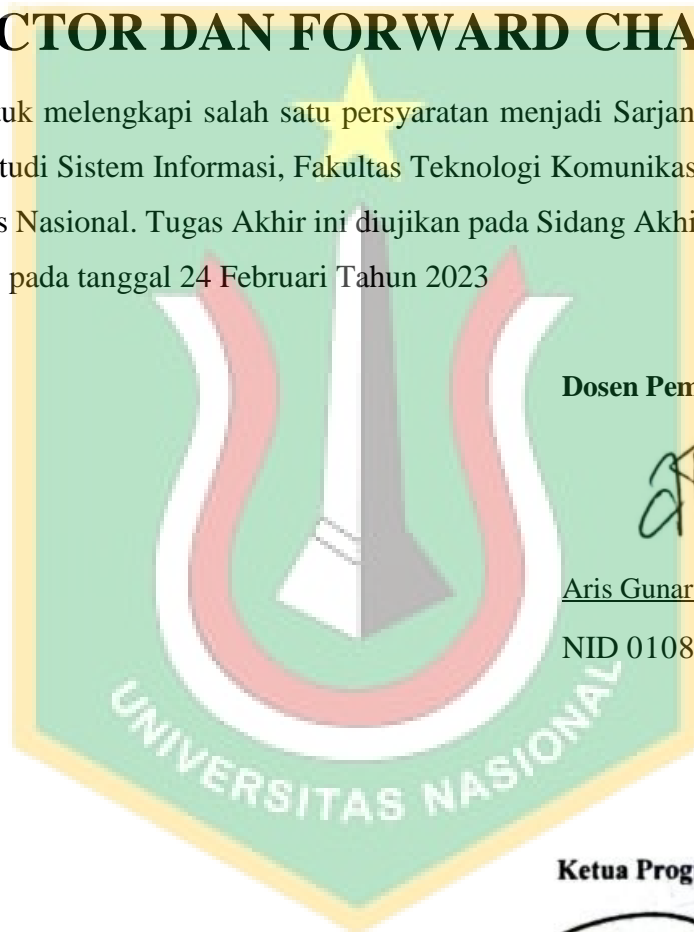 CTOR DAN FORWARD CHA
uk melengkapi salah satu persyaratan menjadi Sarjan
tudi Sistem Informasi, Fakultas Teknologi Komunikas
s Nasional. Tugas Akhir ini diujikan pada Sidang Akhi
pada tanggal 24 Februari Tahun 2023
Dosen Pem
Aris Gunar
NID 0108
UNIVERSITAS NASIONAL
Ketua Prog